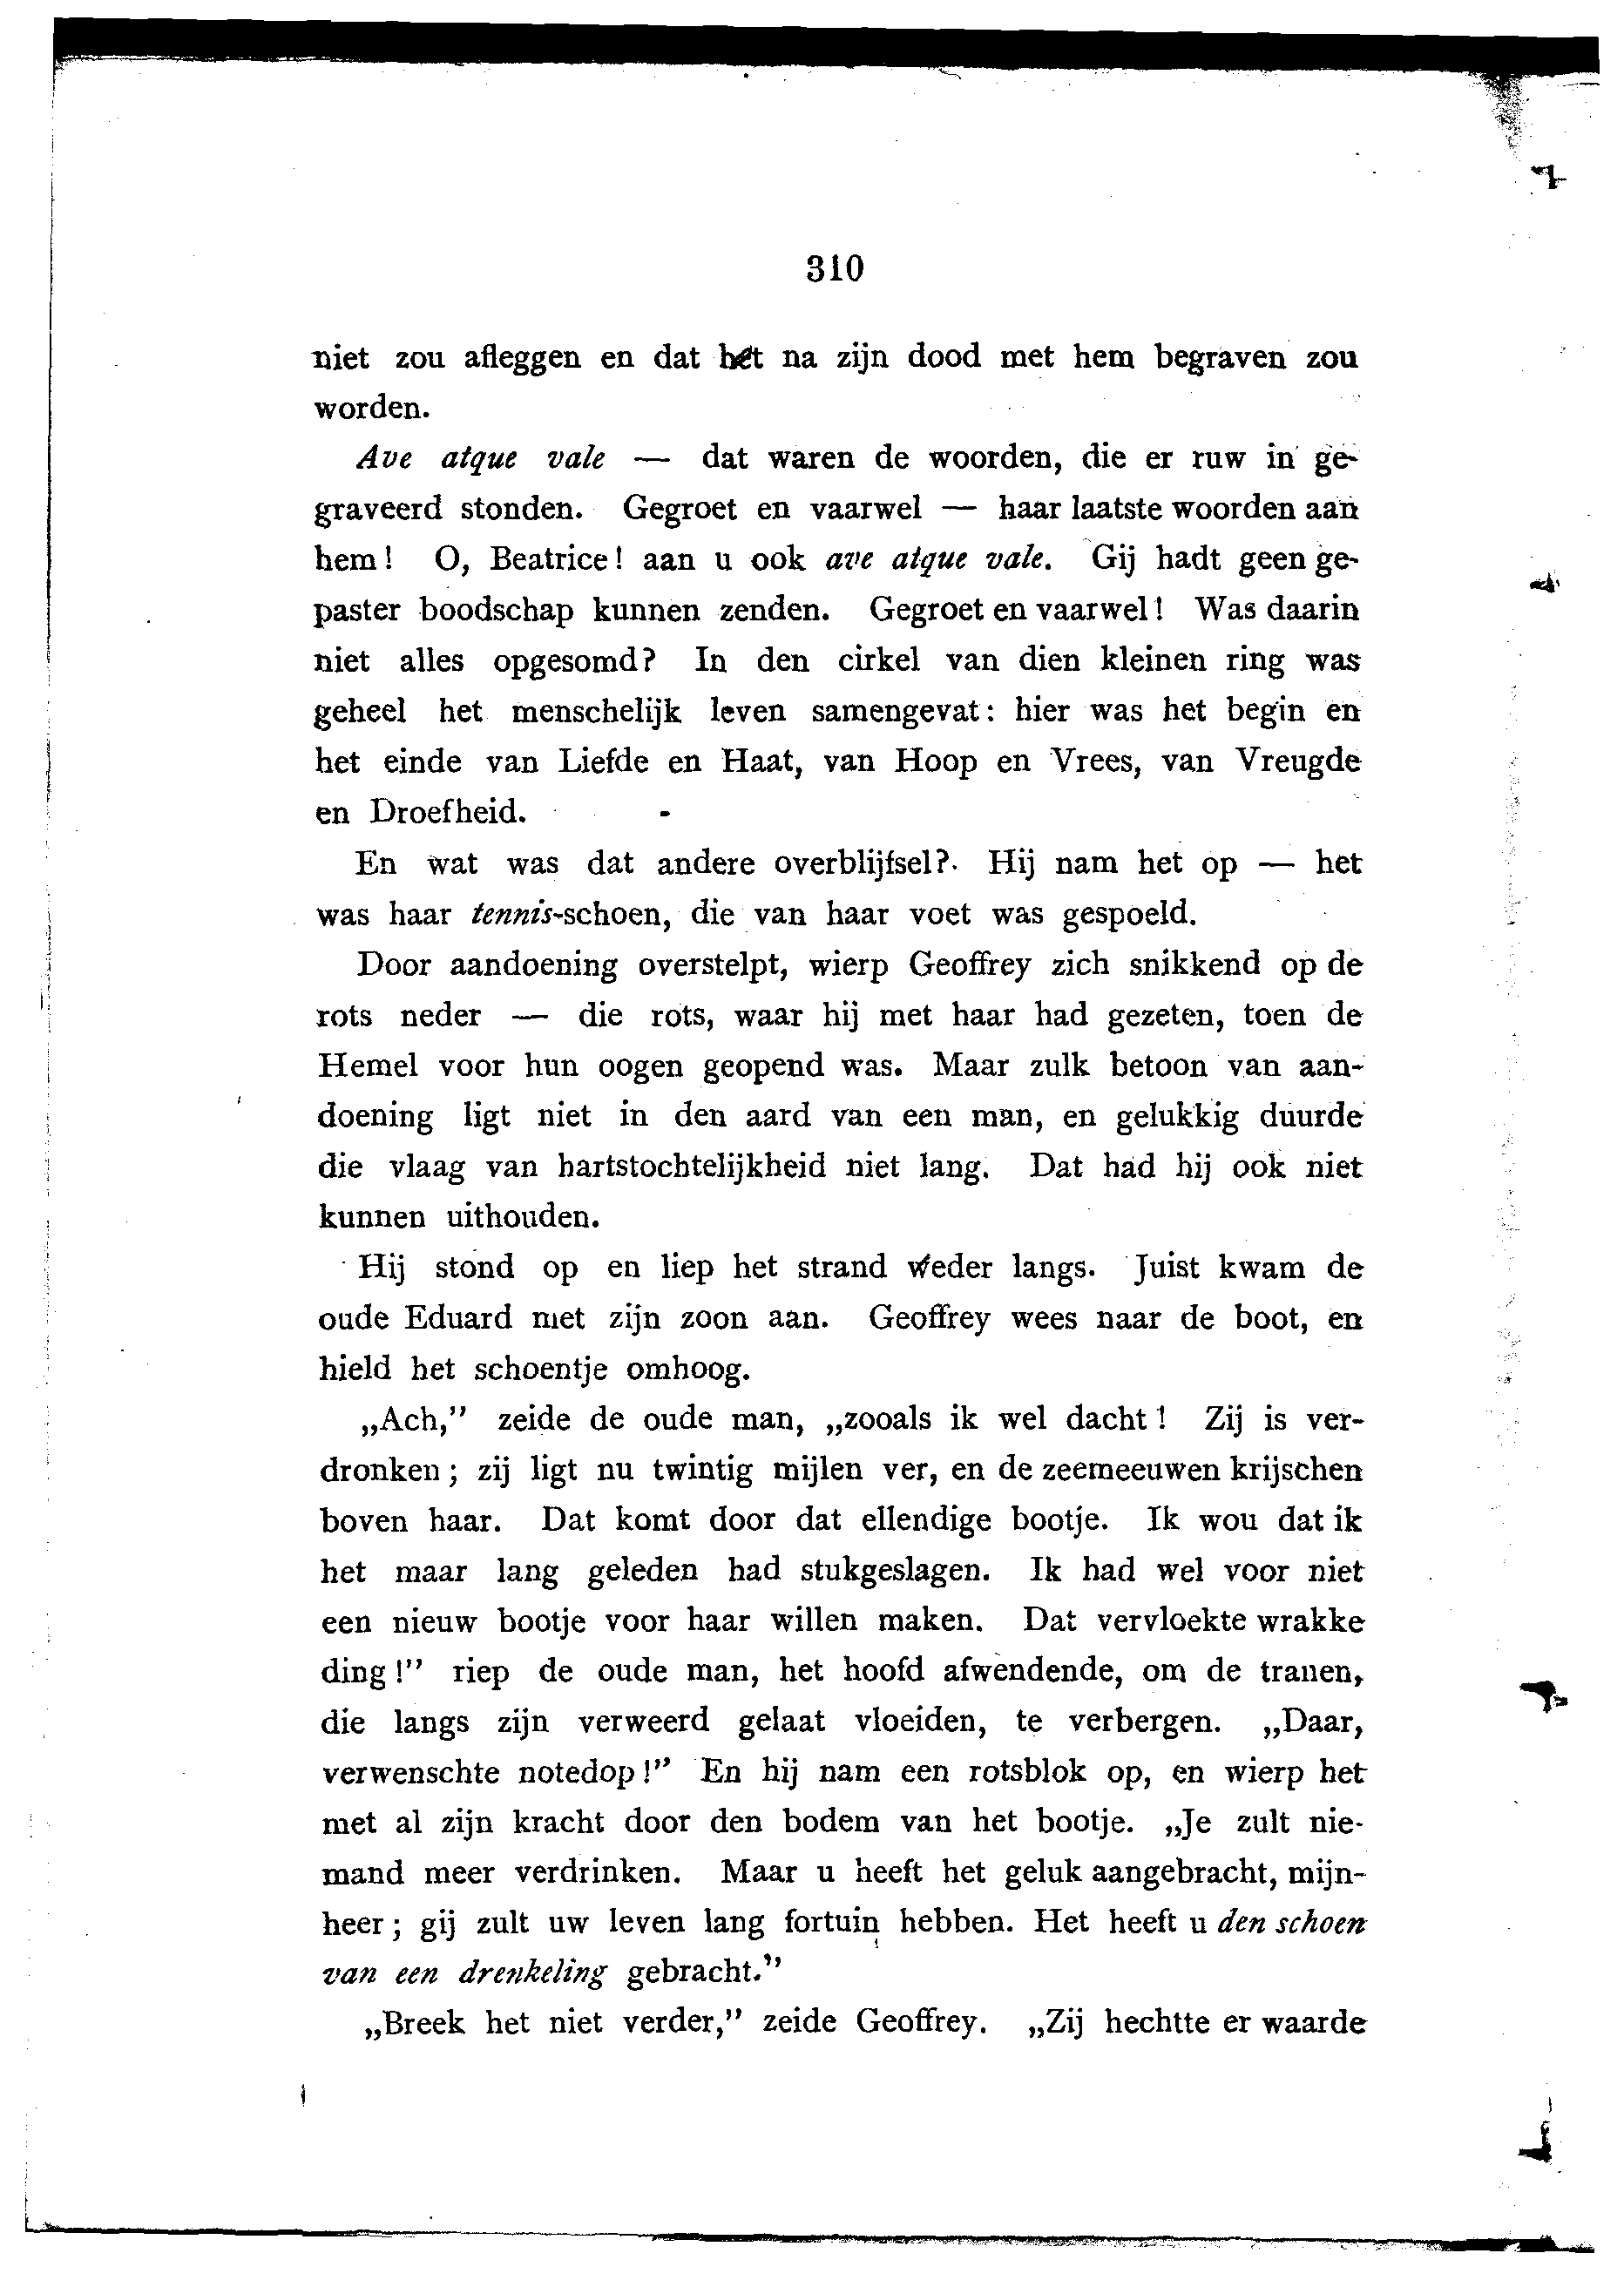 310
niet zou afleggen en dat het na zijn dood met hem begraven zou
worden.
Ave atque vale — dat waren de woorden, die er ruw in ge-
graveerd stonden. Gegroet en vaarwel — haar laatste woorden aan
hem! O, Beatrice! aan u ook ave atque vale. Gij hadt geen ge-
paster boodschap kunnen zenden. Gegroet en vaarwel! Was daarin
niet alles opgesomd? In den cirkel van dien kleinen ring was
geheel het menschelijk leven samengevat: hier was het begin en
het einde van Liefde en Haat, van Hoop en Vrees, van Vreugde
en Droefheid.
En wat was dat andere overblijfsel? Hij nam het op — het
was haar tennis-schoen, die van haar voet was gespoeld.
Door aandoening overstelpt, wierp Geoffrey zich snikkend op de
rots neder — die rots, waar hij met haar had gezeten, toen de
Hemel voor hun oogen geopend was. Maar zulk betoon van aan-
doening ligt niet in den aard van een man, en gelukkig duurde
die vlaag van hartstochtelijkheid niet lang. Dat had hij ook niet
kunnen uithouden.
Hij stond op en liep het strand weder langs. Juist kwam de
oude Eduard met zijn zoon aan. Geoffrey wees naar de boot, en
hield het schoentje omhoog.
„Ach,” zeide de oude man, „zooals ik wel dacht! Zij is ver-
dronken; zij ligt nu twintig mijlen ver, en de zeemeeuwen krijschen
boven haar. Dat komt door dat ellendige bootje. Ik wou dat ik
het maar lang geleden had stukgeslagen. Ik had wel voor niet
een nieuw bootje voor haar willen maken. Dat vervloekte wrakke
ding!” riep de oude man, het hoofd afwendende, om de tranen,
die langs zijn verweerd gelaat vloeiden, te verbergen. „Daar,
verwenschte notedop!” En hij nam een rotsblok op, en wierp het
met al zijn kracht door den bodem van het bootje. „Je zult nie-
mand meer verdrinken. Maar u heeft het geluk aangebracht, mijn-
heer; gij zult uw leven lang fortuin hebben. Het heeft u den schoen
van een drenkeling gebracht.”
„Breek het niet verder,” zeide Geoffrey. „Zij hechtte er waarde